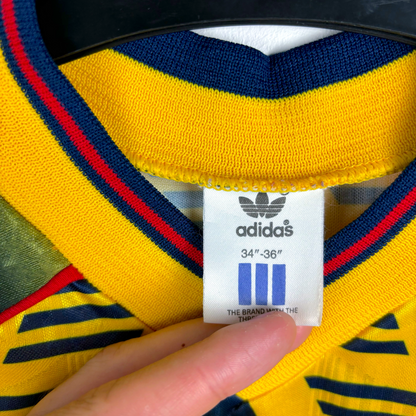 adidas
34"-36"
THE BRAND WITH THE